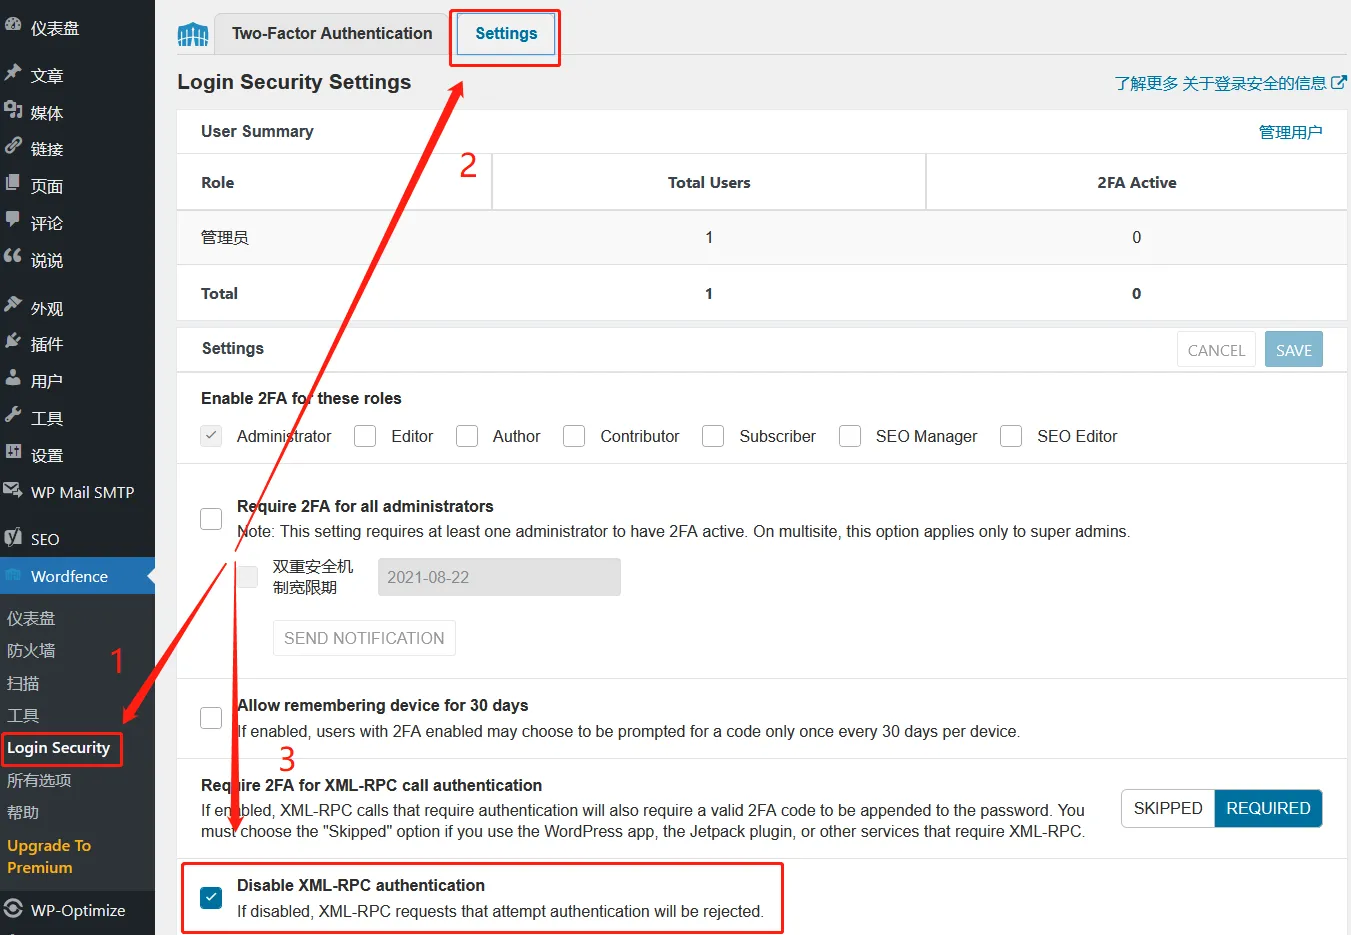 仪表盘
文章
媒体
链接
页面
评论
说说
外观
插件
用户
工具
设置
WP Mail SMTP
SEO
Wordfence
仪表盘
防火墙
扫描
工具
Login Security
所有选项
帮助
Upgrade To
Premium
WP-Optimize
1
Two-Factor Authentication
Settings
Login Security Settings
了解更多 关于登录安全的信息
2
User Summary
管理用户
Role
Total Users
2FA Active
管理员
1
0
Total
1
0
Settings
CANCEL
SAVE
Enable 2FA for these roles
Administrator
Editor
Author
Contributor
Subscriber
SEO Manager
SEO Editor
Require 2FA for all administrators
Note: This setting requires at least one administrator to have 2FA active. On multisite, this option applies only to super admins.
双重安全机
制宽限期
2021-08-22
SEND NOTIFICATION
Allow remembering device for 30 days
If enabled, users with 2FA enabled may choose to be prompted for a code only once every 30 days per device.
3
Require 2FA for XML-RPC call authentication
If enabled, XML-RPC calls that require authentication will also require a valid 2FA code to be appended to the password. You
must choose the "Skipped" option if you use the WordPress app, the Jetpack plugin, or other services that require XML-RPC.
SKIPPED
REQUIRED
Disable XML-RPC authentication
If disabled, XML-RPC requests that attempt authentication will be rejected.